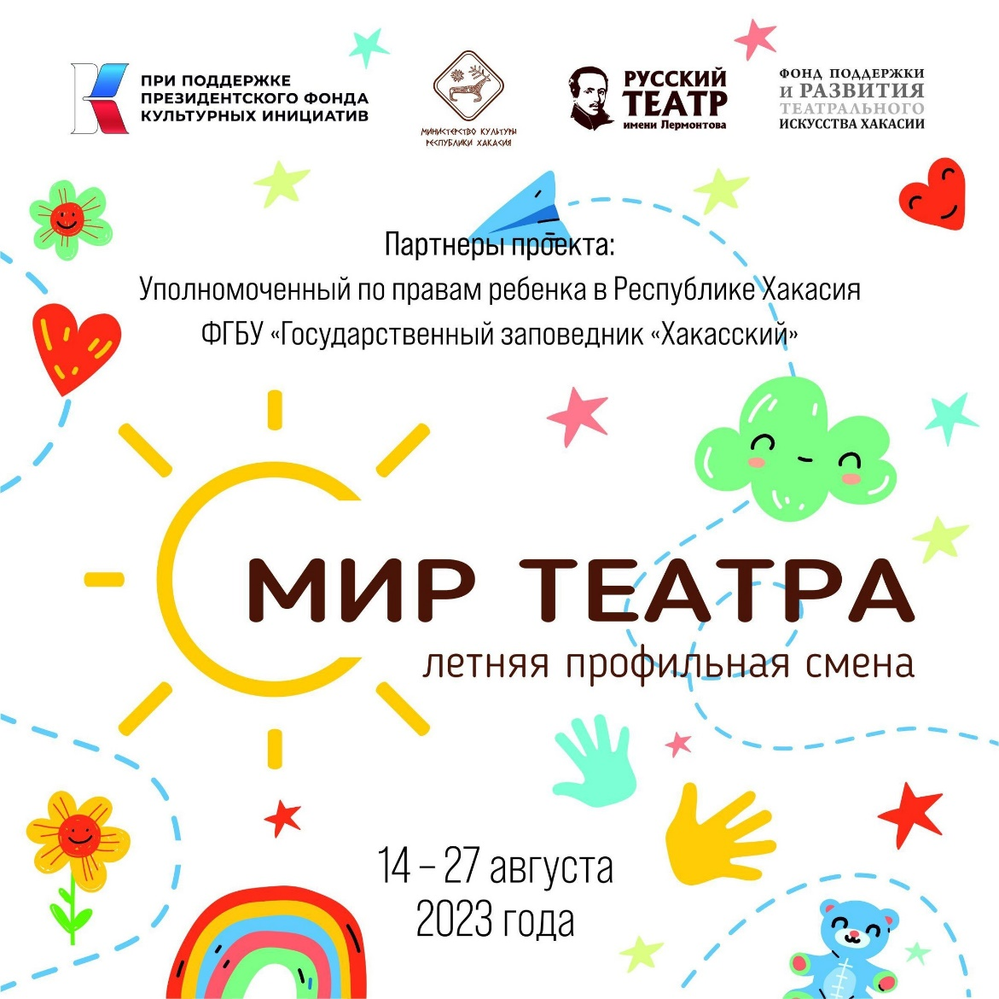 ПРИ ПОДДЕРЖКЕ
ПРЕЗИДЕНТСКОГО ФОНДА
КУЛЬТУРНЫХ ИНИЦИАТИВ
МИНИСТЕРСТВО КУЛЬТУРЫ
РЕСПУБЛИКИ ХАКАСИЯ
РУССКИЙ
ТЕАТР
имени Лермонтова
ФОНД ПОДДЕРЖКИ
И РАЗВИТИЯ
ТЕАТРАЛЬНОГО
ИСКУССТВА ХАКАСИИ
Партнеры проекта:
Уполномоченный по правам ребенка в Республике Хакасия
ФГБУ «Государственный заповедник «Хакасский»
МИР ТЕАТРА
летняя профильная смена
14 – 27 августа
2023 года